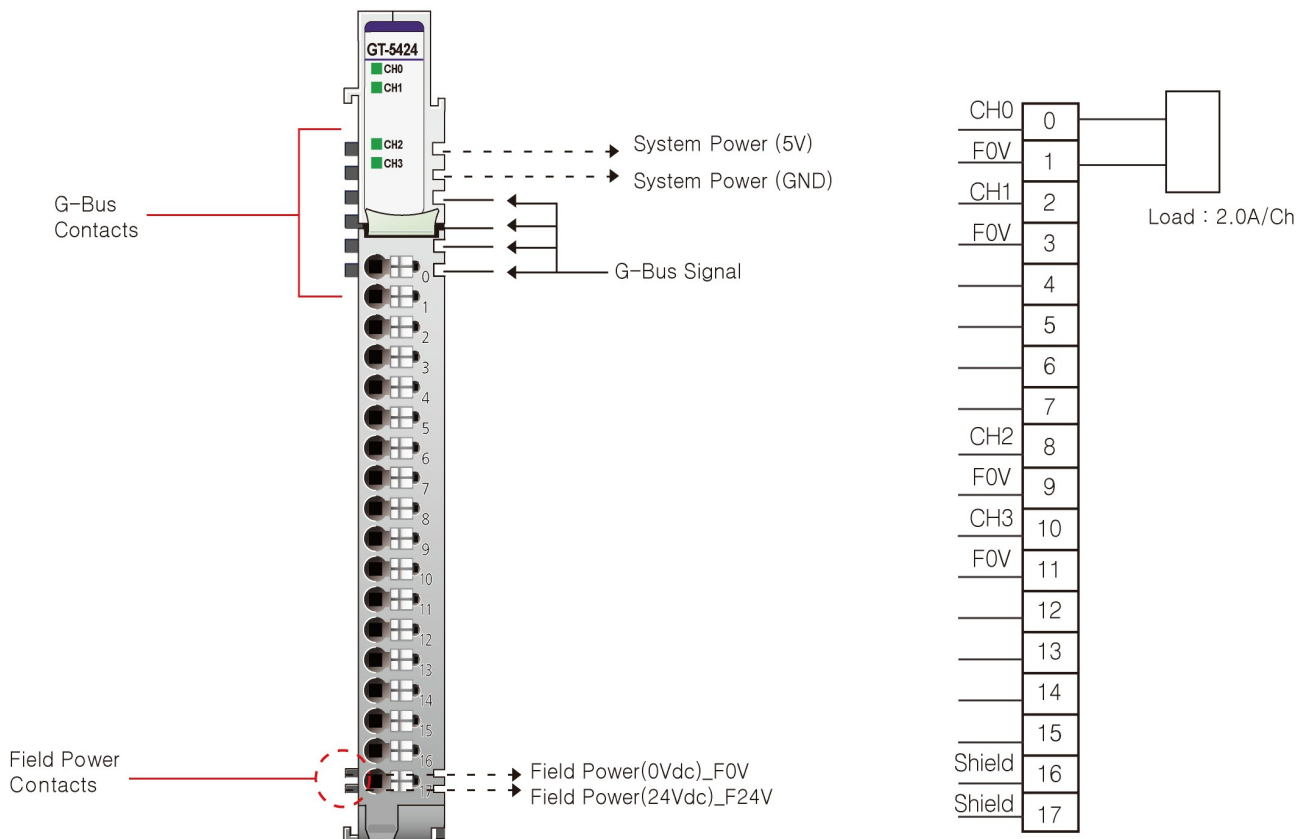 GT-5424
CH0
CH1
CH2
CH3
G-Bus
Contacts
System Power (5V)
System Power (GND)
G-Bus Signal
0
1
2
3
4
5
6
7
8
9
10
11
12
13
14
15
16
17
Field Power
Contacts
Field Power(0Vdc)_F0V
Field Power(24Vdc)_F24V
CH0 0
F0V 1
CH1 2
F0V 3
4
5
6
7
CH2 8
F0V 9
CH3 10
F0V 11
12
13
14
15
Shield 16
Shield 17
Load : 2.0A/Ch